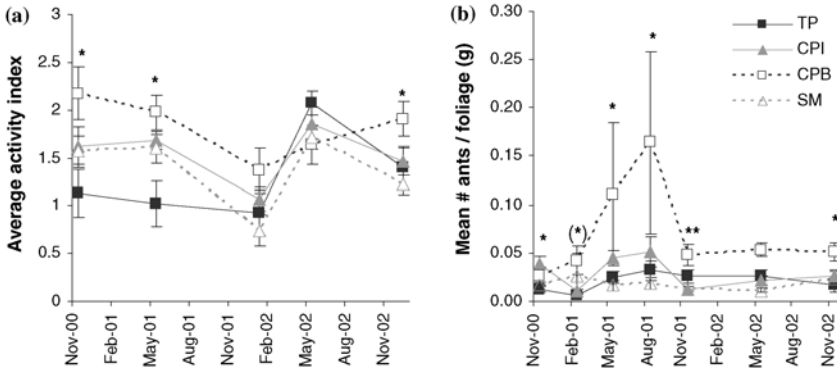 (a)
Average activity index
3
2.5
2
1.5
1
0.5
0
*
*
*
Nov-00
Feb-01
May-01
Aug-01
Nov-01
Feb-02
May-02
Aug-02
Nov-02
(b)
Mean # ants / foliage (g)
0.30
0.25
0.20
0.15
0.10
0.05
0.00
TP
CPI
CPB
SM
*
(*)
*
*
**
*
Nov-00
Feb-01
May-01
Aug-01
Nov-01
Feb-02
May-02
Aug-02
Nov-02